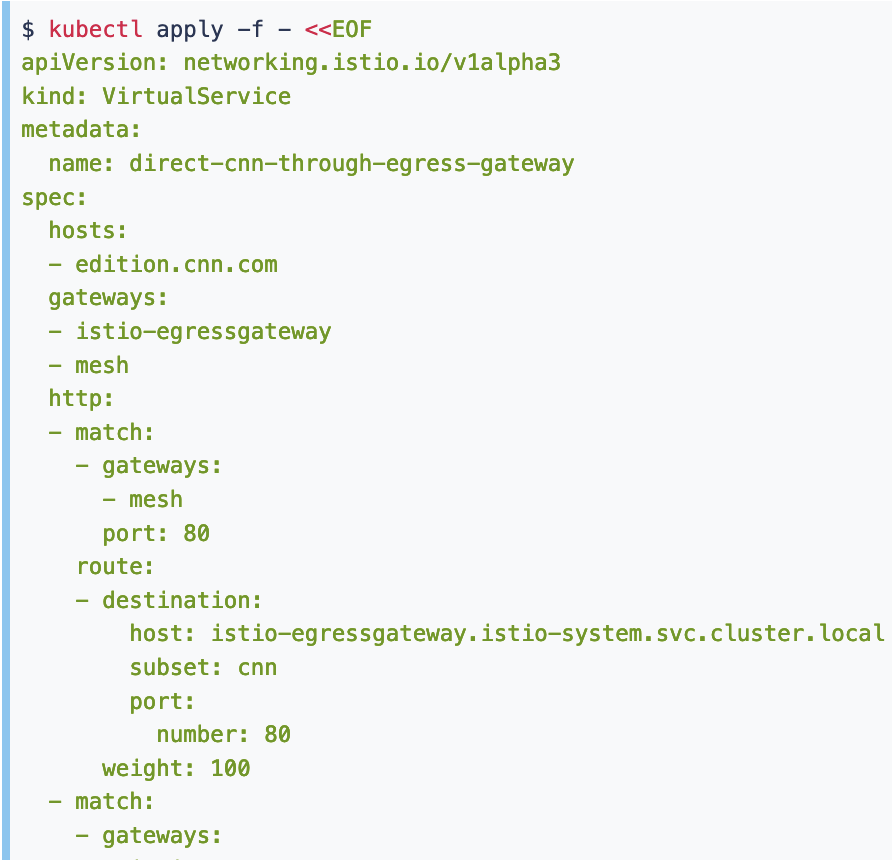 $ kubectl apply -f - <<EOF
apiVersion: networking.istio.io/v1alpha3
kind: VirtualService
metadata:
  name: direct-cnn-through-egress-gateway
spec:
  hosts:
  - edition.cnn.com
  gateways:
  - istio-egressgateway
  - mesh
  http:
  - match:
    - gateways:
      - mesh
      port: 80
    route:
    - destination:
        host: istio-egressgateway.istio-system.svc.cluster.local
        subset: cnn
        port:
          number: 80
      weight: 100
  - match:
    - gateways: